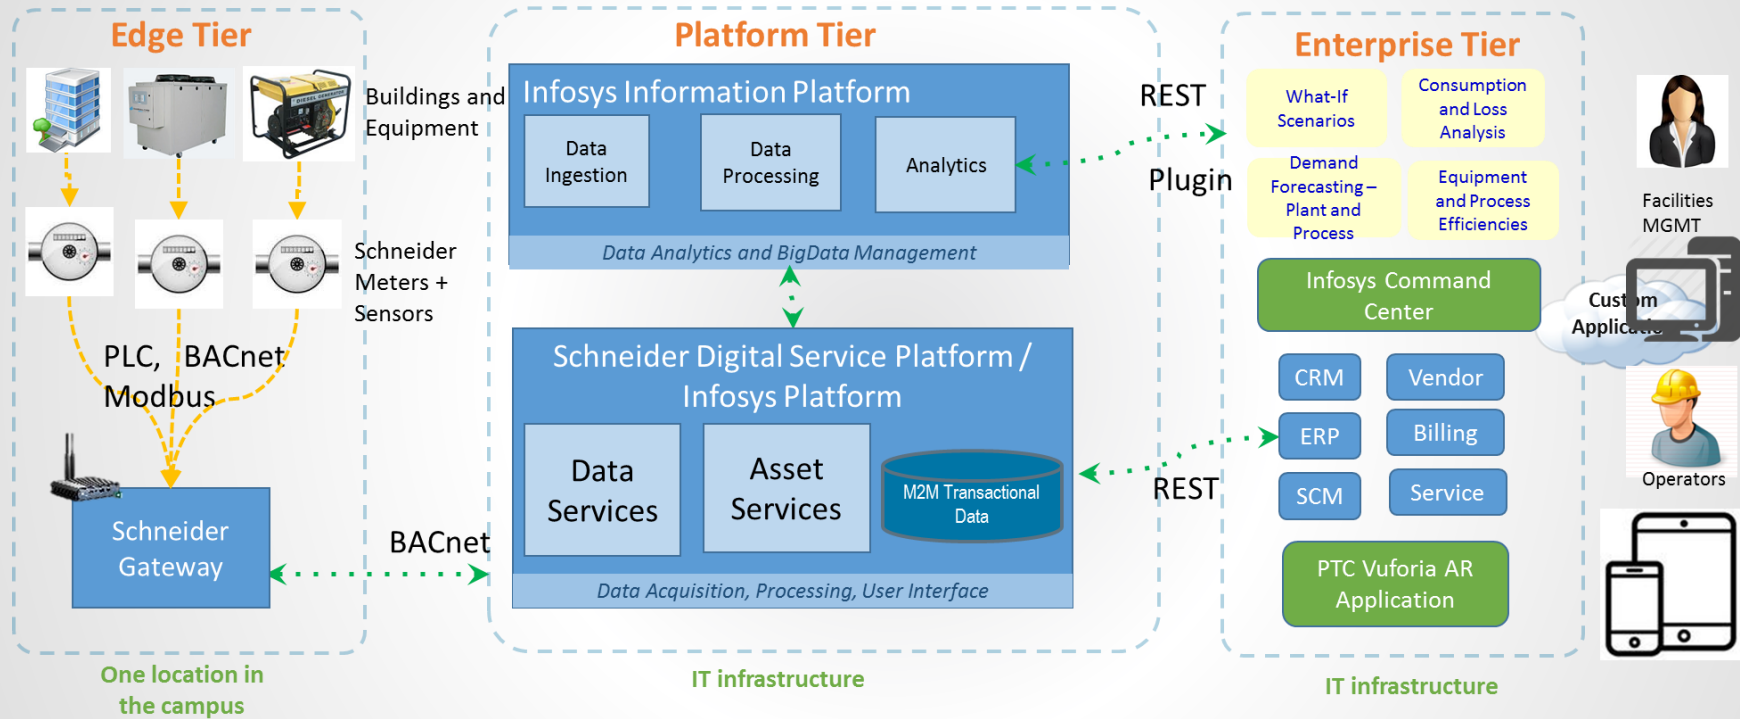 Edge Tier
Buildings and
Equipment
DIESEL GENERATOR
Schneider
Meters +
Sensors
PLC, BACnet
Modbus
Schneider
Gateway
BACnet
One location in
the campus
Platform Tier
Infosys Information Platform
Data
Ingestion
Data
Processing
Analytics
Data Analytics and BigData Management
Schneider Digital Service Platform /
Infosys Platform
Data
Services
Asset
Services
M2M Transactional
Data
Data Acquisition, Processing, User Interface
IT infrastructure
REST
Plugin
REST
Enterprise Tier
What-If
Scenarios
Consumption
and Loss
Analysis
Demand
Forecasting –
Plant and
Process
Equipment
and Process
Efficiencies
Infosys Command
Center
CRM
Vendor
ERP
Billing
SCM
Service
PTC Vuforia AR
Application
IT infrastructure
Facilities
MGMT
Custom
Application
Operators